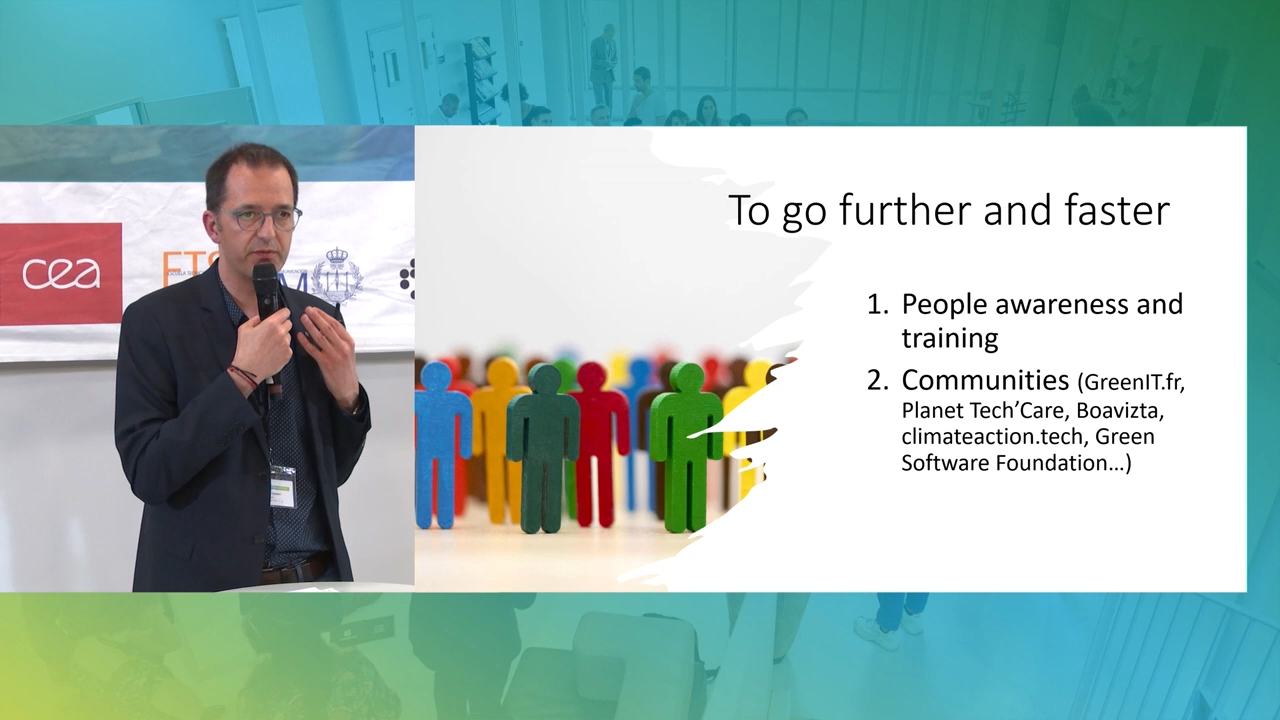 cea
ETS
M
To go further and faster
1. People awareness and
training
2. Communities (GreenIT.fr,
Planet Tech’Care, Boavizta,
climateaction.tech, Green
Software Foundation...)